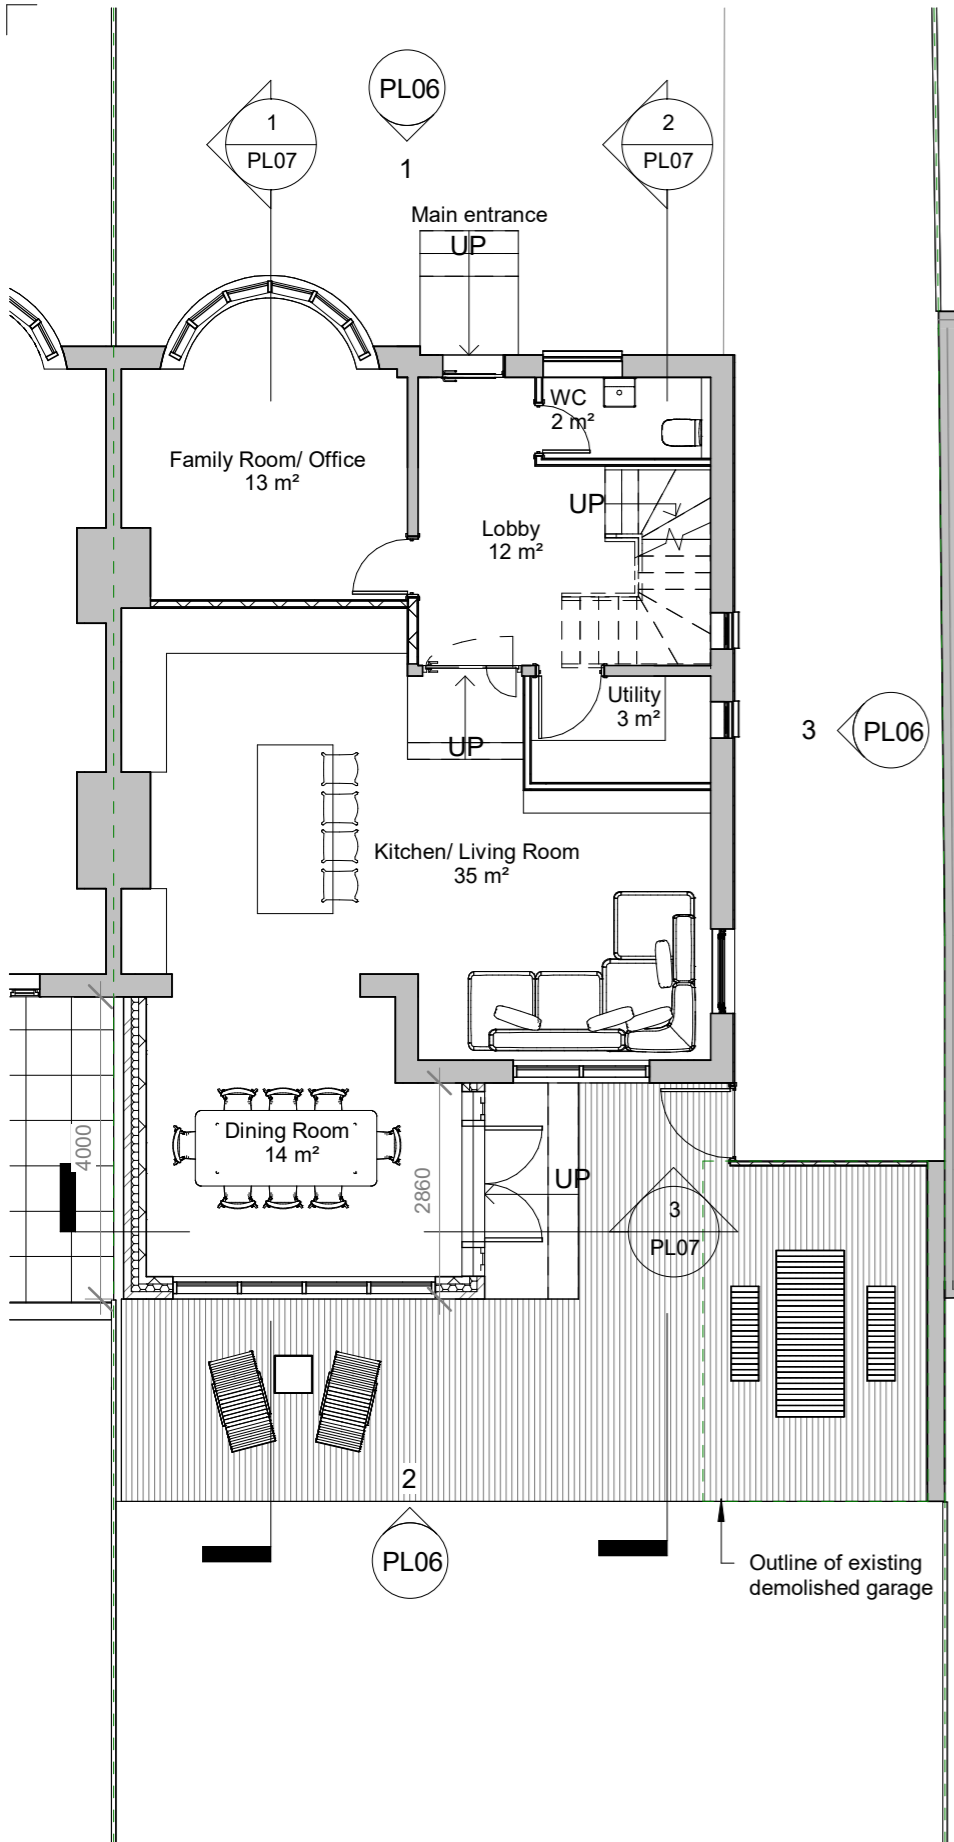 PL06
1
1
PL07
2
PL07
Main entrance
UP
WC
2 m²
Family Room/ Office
13 m²
UP
Lobby
12 m²
Utility
3 m²
3
PL06
UP
Kitchen/ Living Room
35 m²
Dining Room
14 m²
4000
2860
UP
3
PL07
2
PL06
Outline of existing
demolished garage